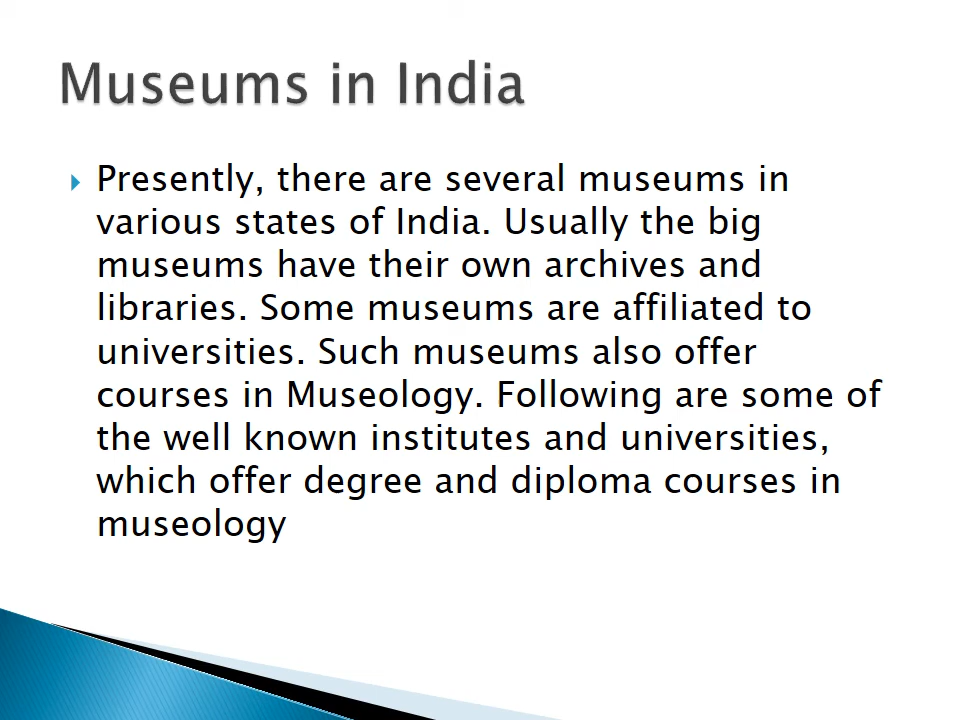 Museums in India
Presently, there are several museums in
various states of India. Usually the big
museums have their own archives and
libraries. Some museums are affiliated to
universities. Such museums also offer
courses in Museology. Following are some of
the well known institutes and universities,
which offer degree and diploma courses in
museology